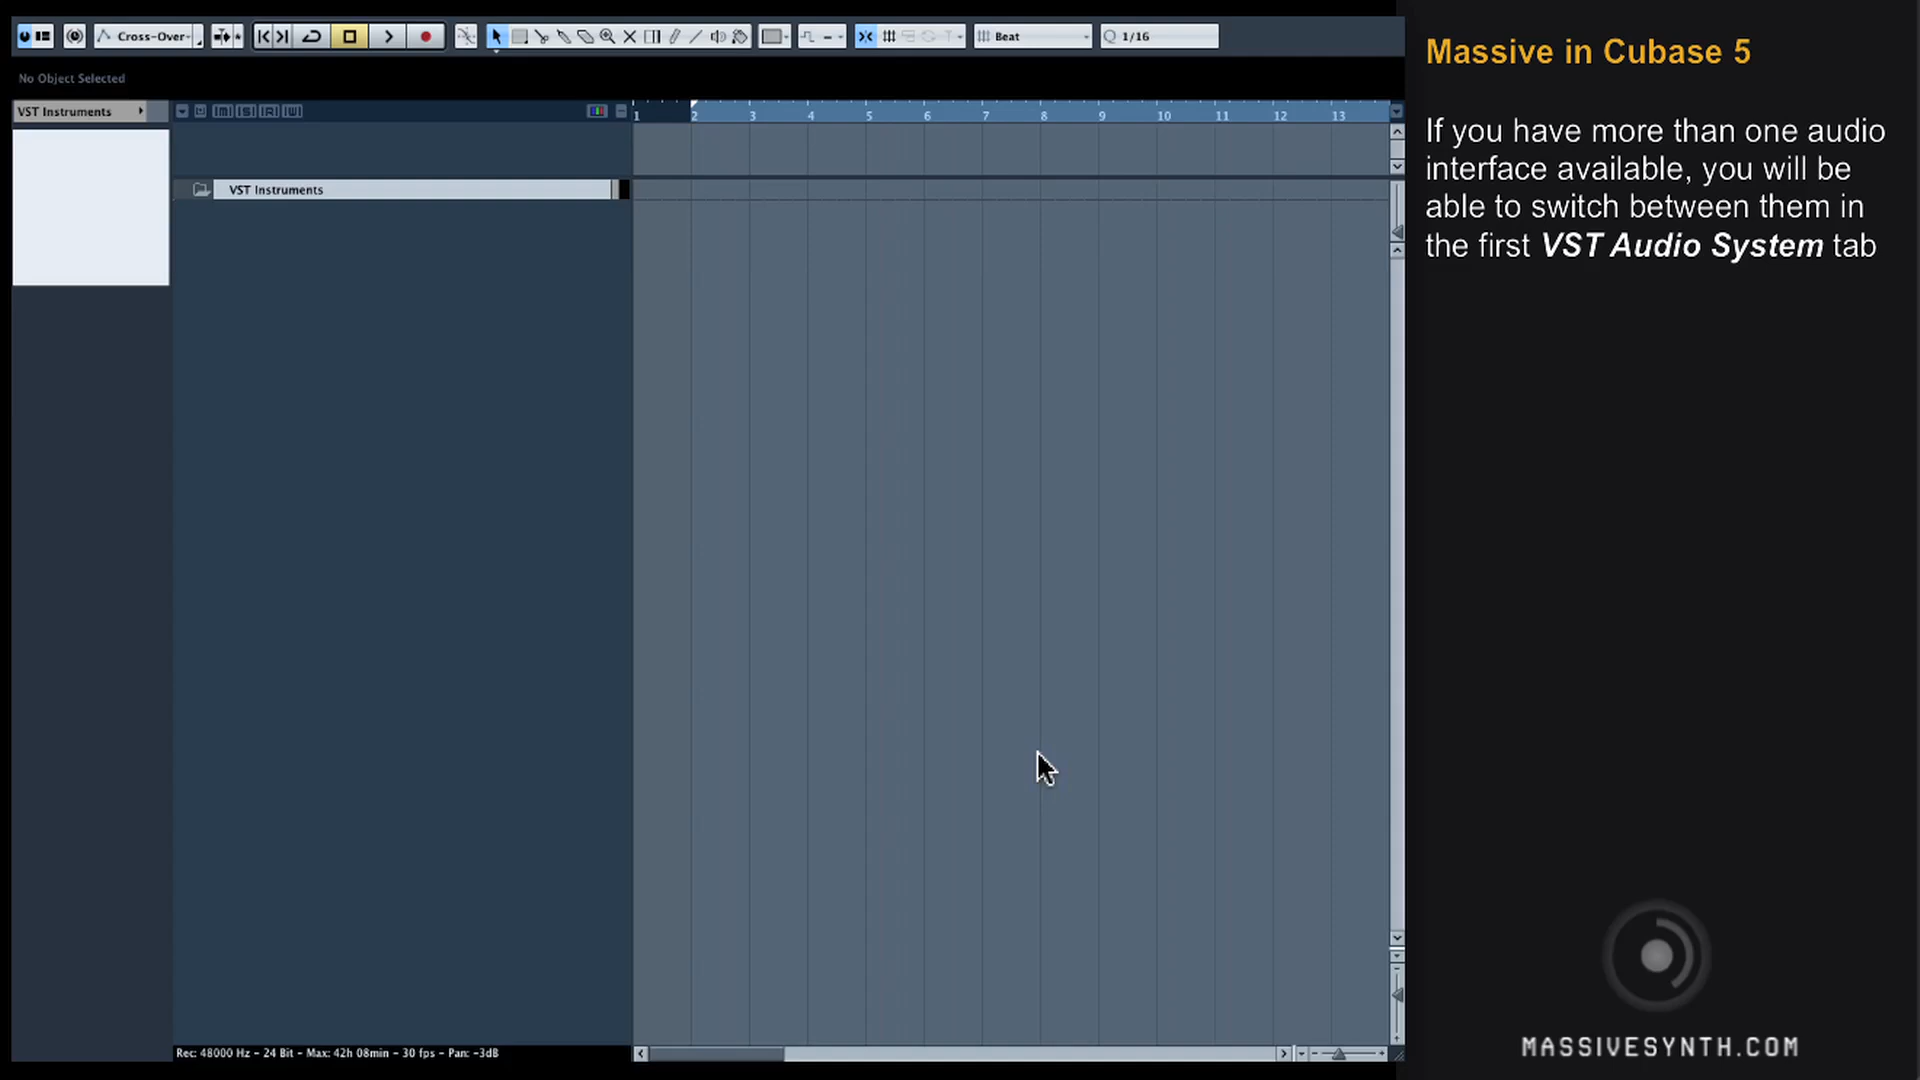 Cross-Over
Beat
Q 1/16
No Object Selected
VST Instruments
1 2 3 4 5 6 7 8 9 10 11 12 13
VST Instruments
Rec: 48000 Hz - 24 Bit - Max: 42h 08min - 30 fps - Pan: -3dB
Massive in Cubase 5
If you have more than one audio
interface available, you will be
able to switch between them in
the first VST Audio System tab
MASSIVESYNTH.COM